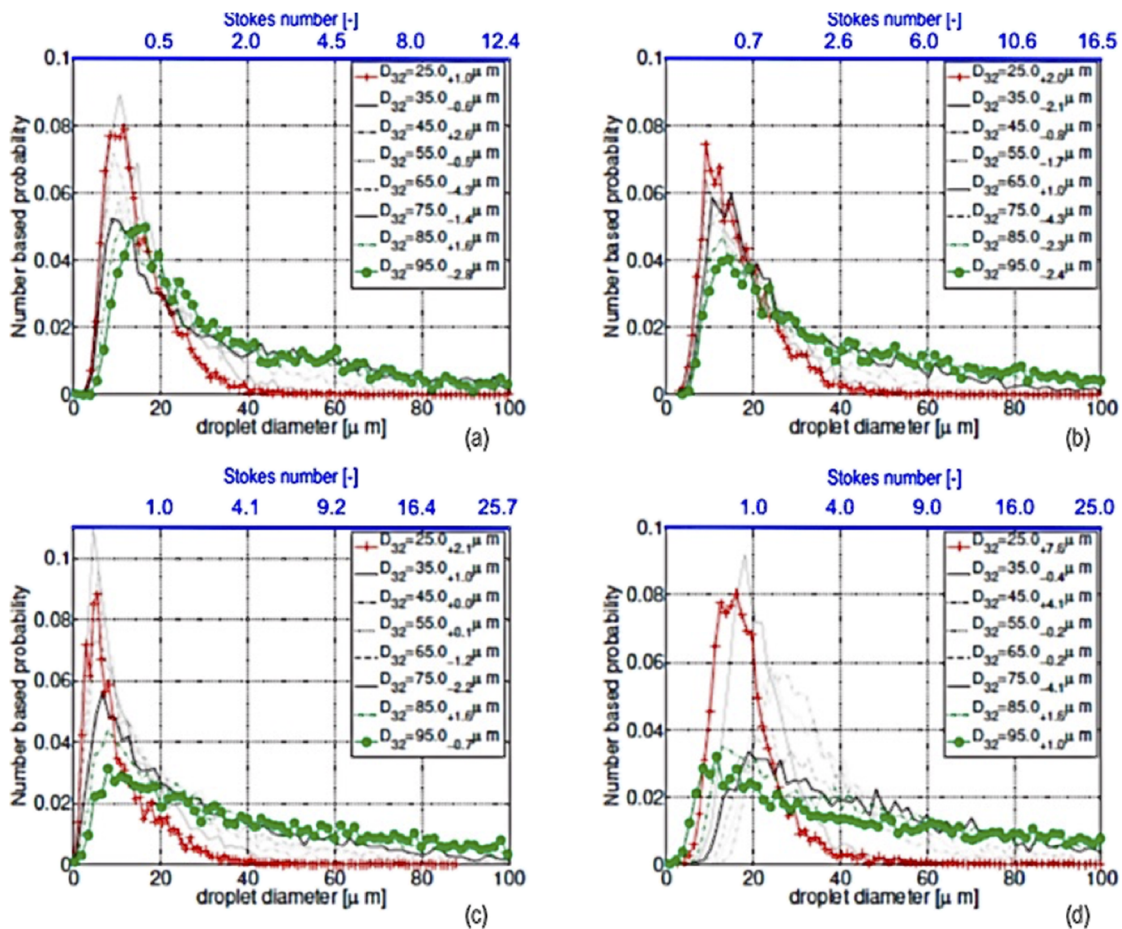 Stokes number [-]
0.5 2.0 4.5 8.0 12.4
0.1
0.08
0.06
0.04
0.02
0
Number based probability
D32=25.0+1.0μ m
D32=35.0-0.6μ m
D32=45.0+2.6μ m
D32=55.0-0.5μ m
D32=65.0-4.3μ m
D32=75.0-1.4μ m
D32=85.0+1.6μ m
D32=95.0-2.8μ m
0 20 40 60 80 100
droplet diameter [μ m]
(a)
Stokes number [-]
0.7 2.6 6.0 10.6 16.5
0.1
0.08
0.06
0.04
0.02
0
Number based probability
D32=25.0+2.0μ m
D32=35.0-2.1μ m
D32=45.0-0.8μ m
D32=55.0-1.7μ m
D32=65.0+1.0μ m
D32=75.0-4.3μ m
D32=85.0-2.3μ m
D32=95.0-2.4μ m
0 20 40 60 80 100
droplet diameter [μ m]
(b)
Stokes number [-]
1.0 4.1 9.2 16.4 25.7
0.1
0.08
0.06
0.04
0.02
0
Number based probability
D32=25.0+2.1μ m
D32=35.0+1.0μ m
D32=45.0+0.0μ m
D32=55.0+0.1μ m
D32=65.0-1.2μ m
D32=75.0-2.2μ m
D32=85.0+1.6μ m
D32=95.0-0.7μ m
0 20 40 60 80 100
droplet diameter [μ m]
(c)
Stokes number [-]
1.0 4.0 9.0 16.0 25.0
0.1
0.08
0.06
0.04
0.02
0
Number based probability
D32=25.0+7.6μ m
D32=35.0-0.4μ m
D32=45.0+4.1μ m
D32=55.0-0.2μ m
D32=65.0-0.2μ m
D32=75.0-4.1μ m
D32=85.0+1.6μ m
D32=95.0+1.0μ m
0 20 40 60 80 100
droplet diameter [μ m]
(d)